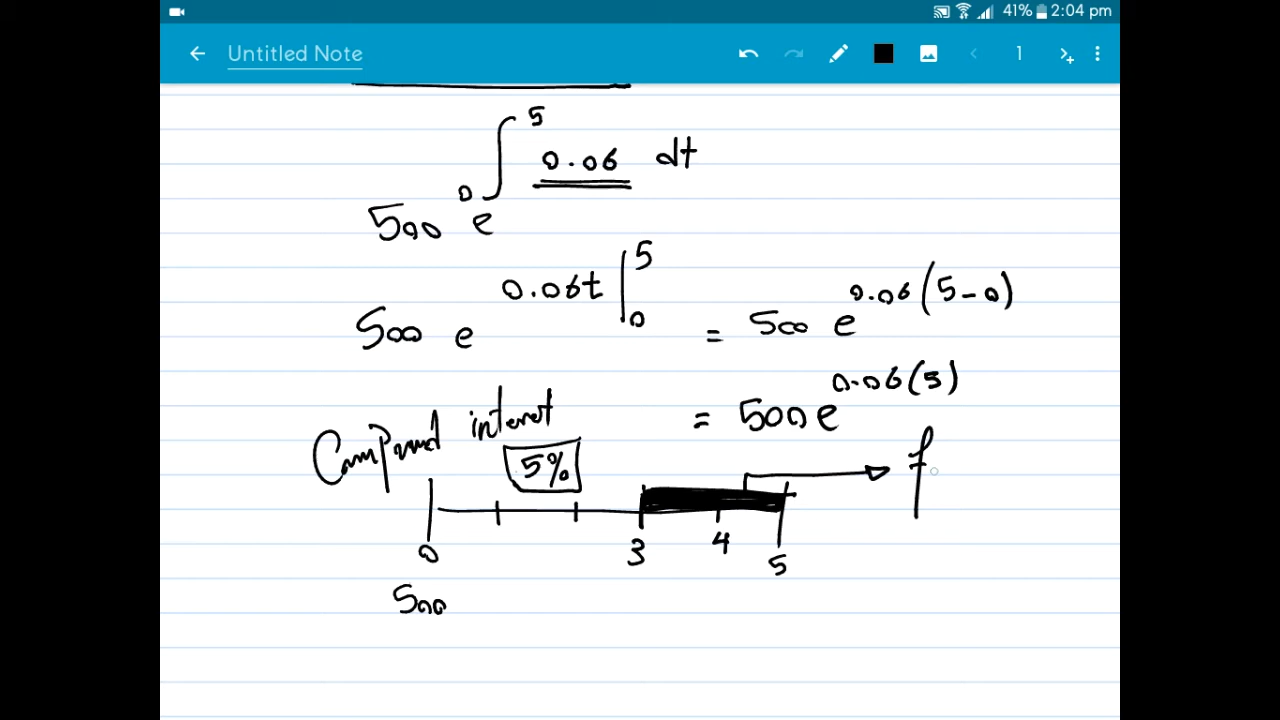 41% 2:04 pm
Untitled Note 1
5
∫ 0.06 dt
0
500 e
0.06t | 5 0
500 e = 500 e 0.06(5-0)
= 500e 0.06(5)
Compound interest
5% f
0 3 4 5
500